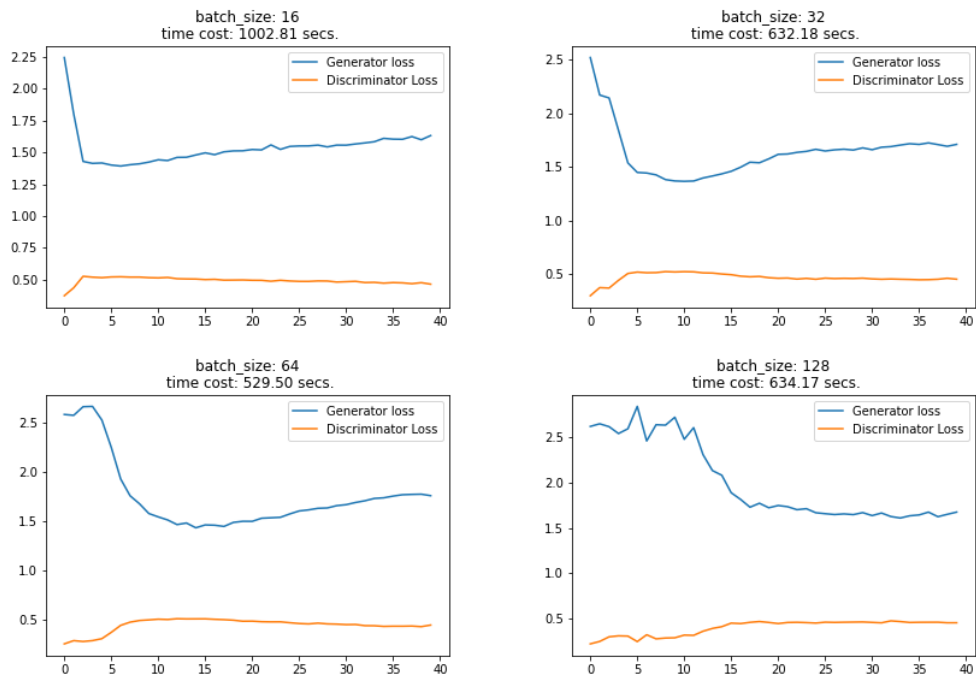 batch_size: 16
time cost: 1002.81 secs.
Generator loss
Discriminator Loss
2.25
2.00
1.75
1.50
1.25
1.00
0.75
0.50
0 5 10 15 20 25 30 35 40
batch_size: 32
time cost: 632.18 secs.
Generator loss
Discriminator Loss
2.5
2.0
1.5
1.0
0.5
0 5 10 15 20 25 30 35 40
batch_size: 64
time cost: 529.50 secs.
Generator loss
Discriminator Loss
2.5
2.0
1.5
1.0
0.5
0 5 10 15 20 25 30 35 40
batch_size: 128
time cost: 634.17 secs.
Generator loss
Discriminator Loss
2.5
2.0
1.5
1.0
0.5
0 5 10 15 20 25 30 35 40